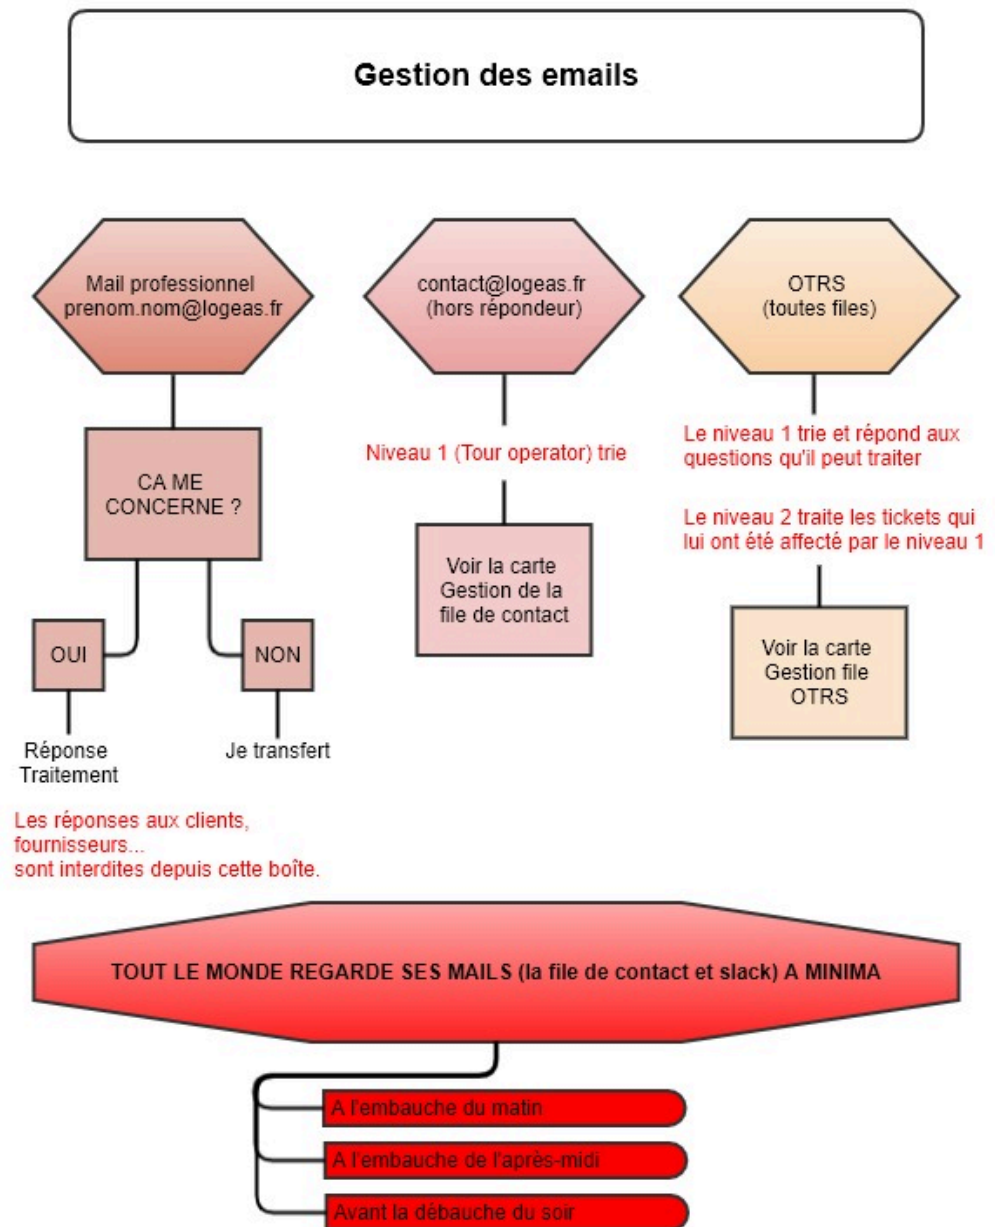 Gestion des emails
Mail professionnel
prenom.nom@logeas.fr
CA ME
CONCERNE ?
OUI
NON
Réponse
Traitement
Je transfert
Les réponses aux clients,
fournisseurs...
sont interdites depuis cette boîte.
contact@logeas.fr
(hors répondeur)
Niveau 1 (Tour operator) trie
Voir la carte
Gestion de la
file de contact
OTRS
(toutes files)
Le niveau 1 trie et répond aux
questions qu'il peut traiter
Le niveau 2 traite les tickets qui
lui ont été affecté par le niveau 1
Voir la carte
Gestion file
OTRS
TOUT LE MONDE REGARDE SES MAILS (la file de contact et slack) A MINIMA
A l'embauche du matin
A l'embauche de l'après-midi
Avant la débauche du soir